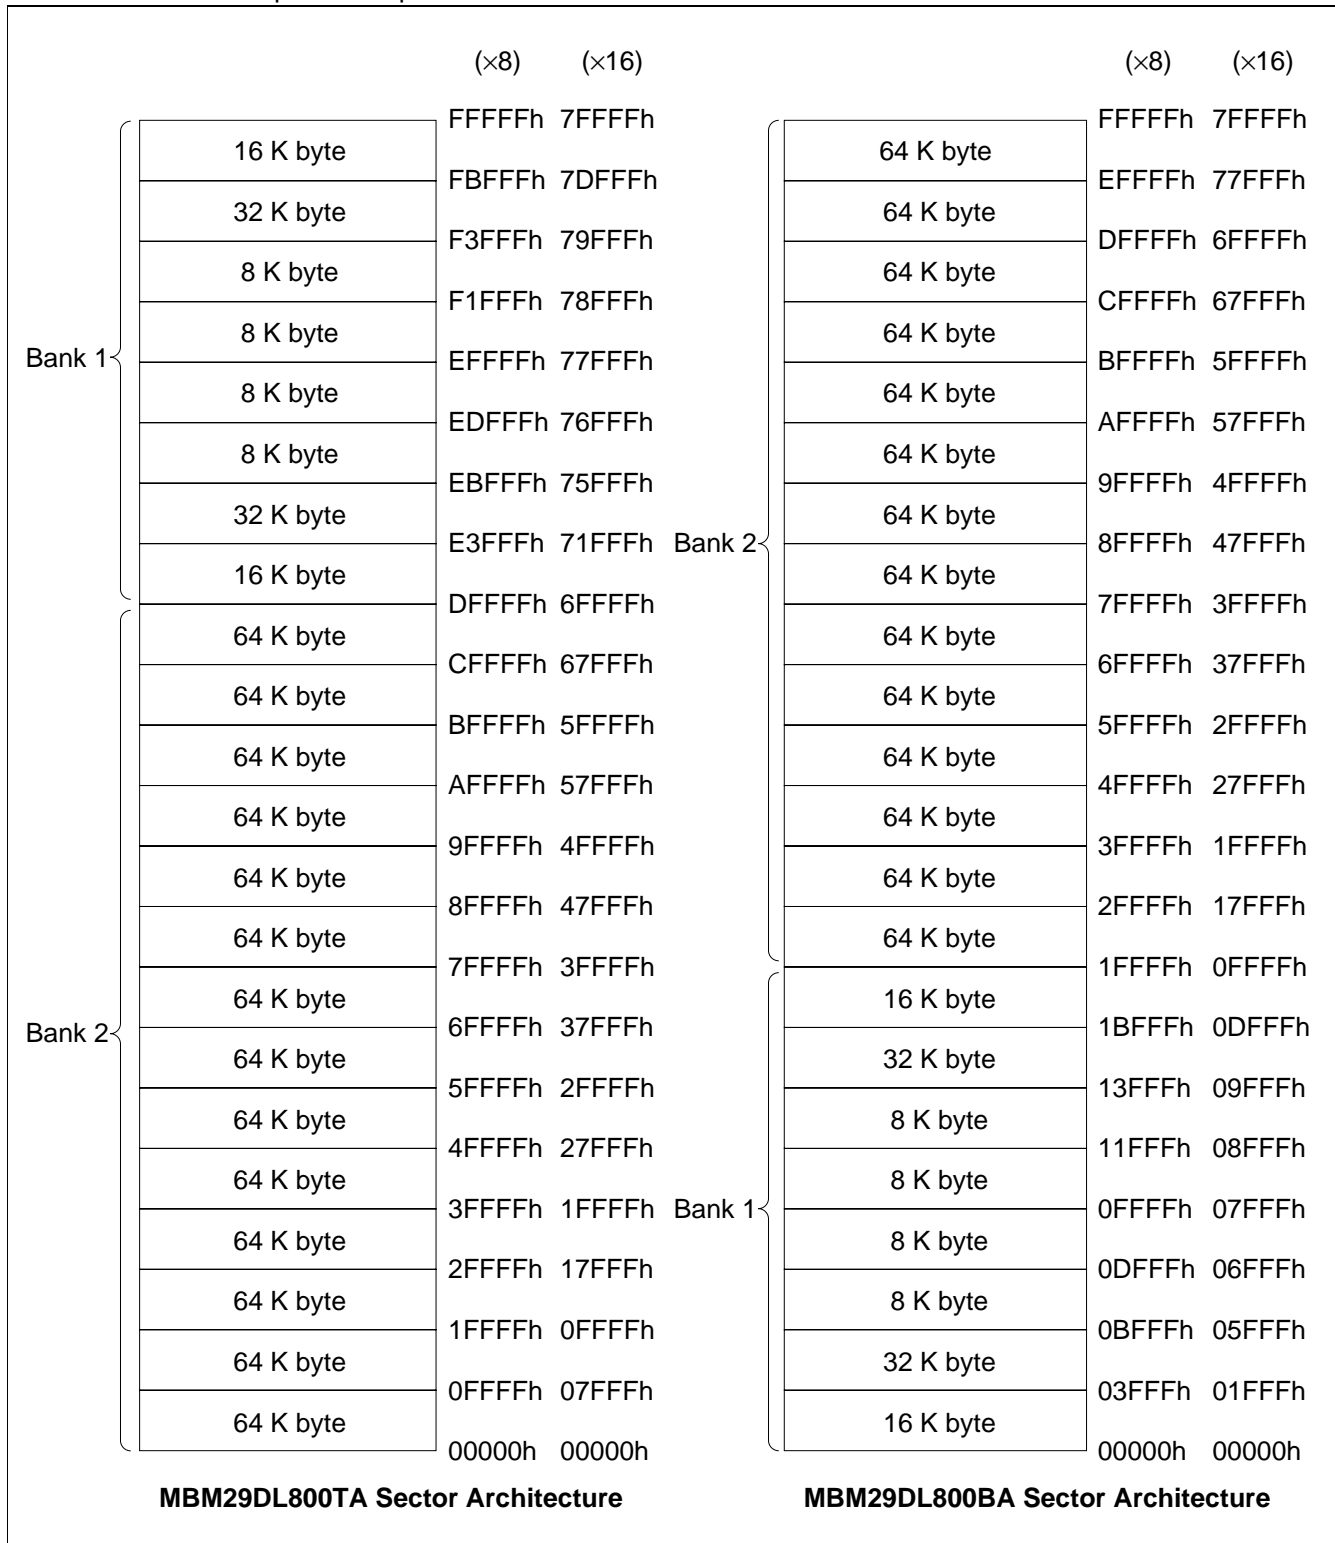 (×8) (×16)
FFFFFh 7FFFFh
16 K byte
FBFFFh 7DFFFh
32 K byte
F3FFFh 79FFFh
8 K byte
F1FFFh 78FFFh
8 K byte
Bank 1
EFFFFh 77FFFh
8 K byte
EDFFFh 76FFFh
8 K byte
EBFFFh 75FFFh
32 K byte
E3FFFh 71FFFh
16 K byte
DFFFFh 6FFFFh
64 K byte
CFFFFh 67FFFh
64 K byte
BFFFFh 5FFFFh
64 K byte
AFFFFh 57FFFh
64 K byte
9FFFFh 4FFFFh
64 K byte
8FFFFh 47FFFh
64 K byte
7FFFFh 3FFFFh
64 K byte
Bank 2
6FFFFh 37FFFh
64 K byte
5FFFFh 2FFFFh
64 K byte
4FFFFh 27FFFh
64 K byte
3FFFFh 1FFFFh
64 K byte
2FFFFh 17FFFh
64 K byte
1FFFFh 0FFFFh
64 K byte
0FFFFh 07FFFh
64 K byte
00000h 00000h
MBM29DL800TA Sector Architecture
(×8) (×16)
FFFFFh 7FFFFh
64 K byte
EFFFFh 77FFFh
64 K byte
DFFFFh 6FFFFh
64 K byte
CFFFFh 67FFFh
64 K byte
BFFFFh 5FFFFh
64 K byte
AFFFFh 57FFFh
64 K byte
9FFFFh 4FFFFh
64 K byte
Bank 2
8FFFFh 47FFFh
64 K byte
7FFFFh 3FFFFh
64 K byte
6FFFFh 37FFFh
64 K byte
5FFFFh 2FFFFh
64 K byte
4FFFFh 27FFFh
64 K byte
3FFFFh 1FFFFh
64 K byte
2FFFFh 17FFFh
64 K byte
1FFFFh 0FFFFh
16 K byte
1BFFFh 0DFFFh
32 K byte
13FFFh 09FFFh
8 K byte
11FFFh 08FFFh
8 K byte
Bank 1
0FFFFh 07FFFh
8 K byte
0DFFFh 06FFFh
8 K byte
0BFFFh 05FFFh
32 K byte
03FFFh 01FFFh
16 K byte
00000h 00000h
MBM29DL800BA Sector Architecture